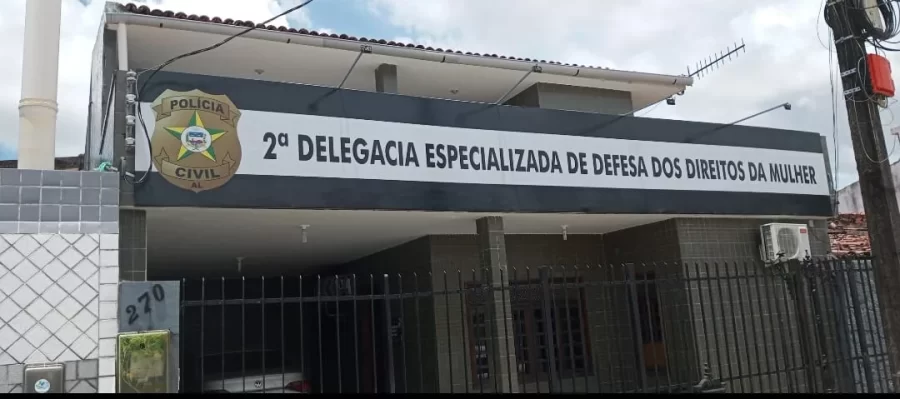 POLÍCIA
CIVIL
AL
2ª DELEGACIA ESPECIALIZADA DE DEFESA DOS DIREITOS DA MULHER
270